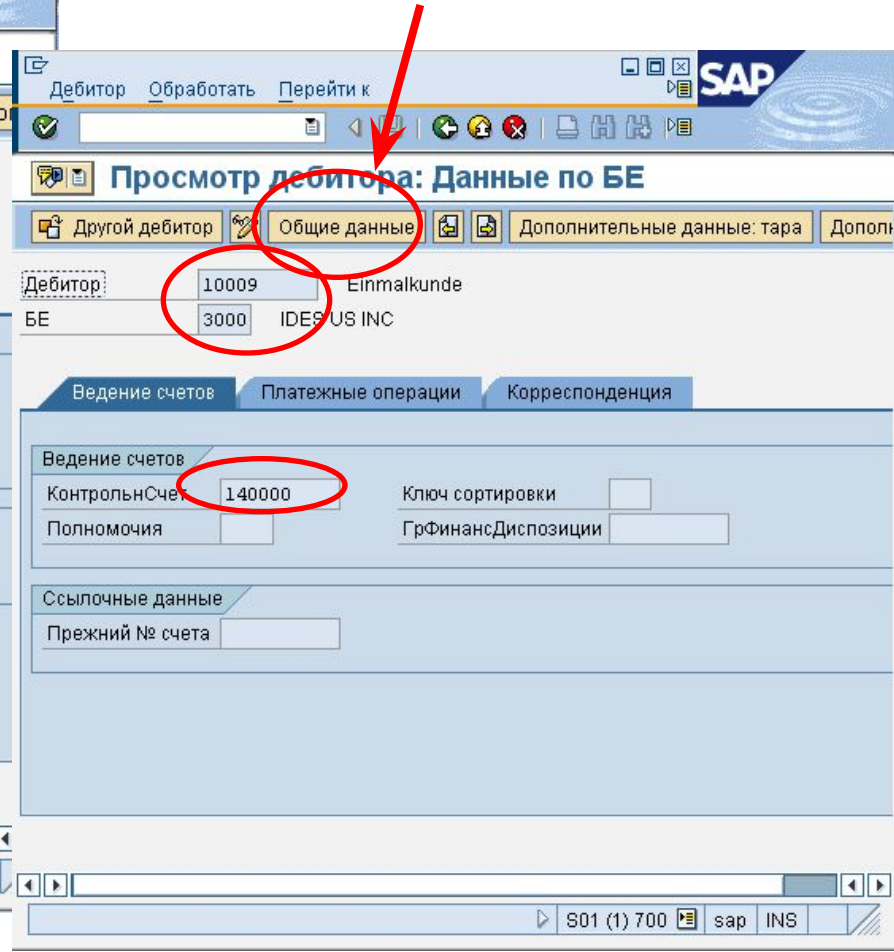 Дебитор Обработать Перейти к
SAP
Просмотр дебитора: Данные по БЕ
Другой дебитор Общие данные Дополнительные данные: тара
Дебитор 10009 Einmalkunde
БЕ 3000 IDES US INC
Ведение счетов Платежные операции Корреспонденция
Ведение счетов
КонтрольнСчет 140000 Ключ сортировки
Полномочия ГрФинансДиспозиции
Ссылочные данные
Прежний № счета
S01 (1) 700 sap INS